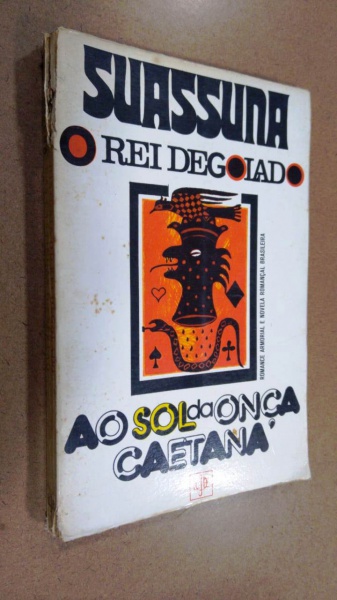 SUASSUNA
O REI DEGOLADO
ROMANCE ARMORIAL E NOVELA ROMANÇAL BRASILEIRA
AO SOL da ONÇA
CAETANA